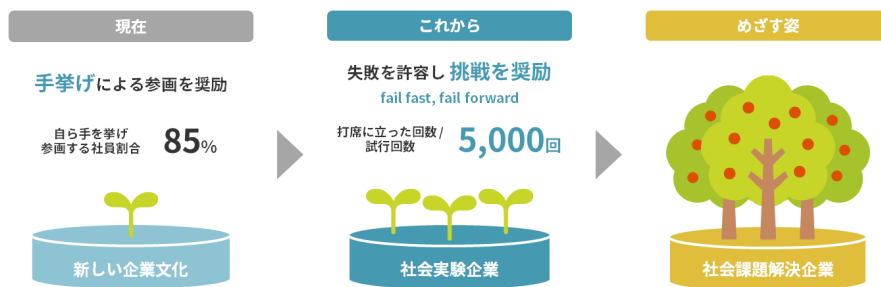 現在
手挙げによる参画を奨励
自ら手を挙げ
参画する社員割合
85%
新しい企業文化
これから
失敗を許容し 挑戦を奨励
fail fast, fail forward
打席に立った回数 /
試行回数
5,000回
社会実験企業
めざす姿
社会課題解決企業